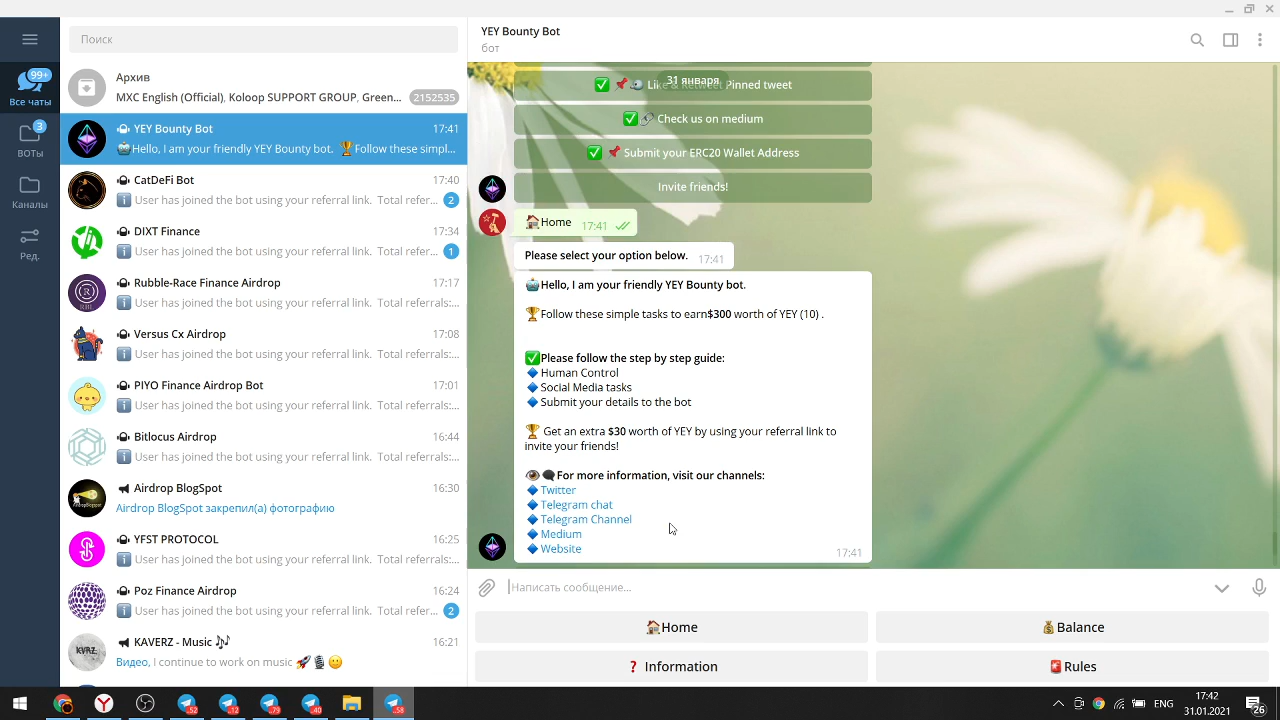 Поиск
99+
Все чаты
3
ВОТы
Каналы
Ред.
Архив
MXC English (Official), Koloop SUPPORT GROUP, Green...
2152535
YEY Bounty Bot
17:41
Hello, I am your friendly YEY Bounty bot. 🏆Follow these simpl...
CatDeFi Bot
17:40
User has joined the bot using your referral link. Total refer...
2
DIXT Finance
17:34
User has joined the bot using your referral link. Total refer...
1
Rubble-Race Finance Airdrop
17:17
User has joined the bot using your referral link. Total referrals:...
Versus Cx Airdrop
17:08
User has joined the bot using your referral link. Total referrals:...
PIYO Finance Airdrop Bot
17:01
User has joined the bot using your referral link. Total referrals:...
Bitlocus Airdrop
16:44
User has joined the bot using your referral link. Total referrals:...
Airdrop BlogSpot
16:30
Airdrop BlogSpot закрепил(а) фотографию
YFST PROTOCOL
16:25
User has joined the bot using your referral link. Total referrals:...
Poz Finance Airdrop
16:24
User has joined the bot using your referral link. Total refer...
2
KAVERZ - Music 🎶
16:21
Видео, I continue to work on music 🚀🎙🙂
YEY Bounty Bot
бот
31 января
Like & Retweet Pinned tweet
Check us on medium
Submit your ERC20 Wallet Address
Invite friends!
🏠Home 17:41
Please select your option below. 17:41
🤖Hello, I am your friendly YEY Bounty bot.
🏆Follow these simple tasks to earn$300 worth of YEY (10) .
✅Please follow the step by step guide:
🔹Human Control
🔹Social Media tasks
🔹Submit your details to the bot
🏆 Get an extra $30 worth of YEY by using your referral link to
invite your friends!
👁‍🗨For more information, visit our channels:
🔹Twitter
🔹Telegram chat
🔹Telegram Channel
🔹Medium
🔹Website
17:41
Написать сообщение...
🏠Home
💰Balance
❓ Information
🚨Rules
ENG
17:42
31.01.2021
26